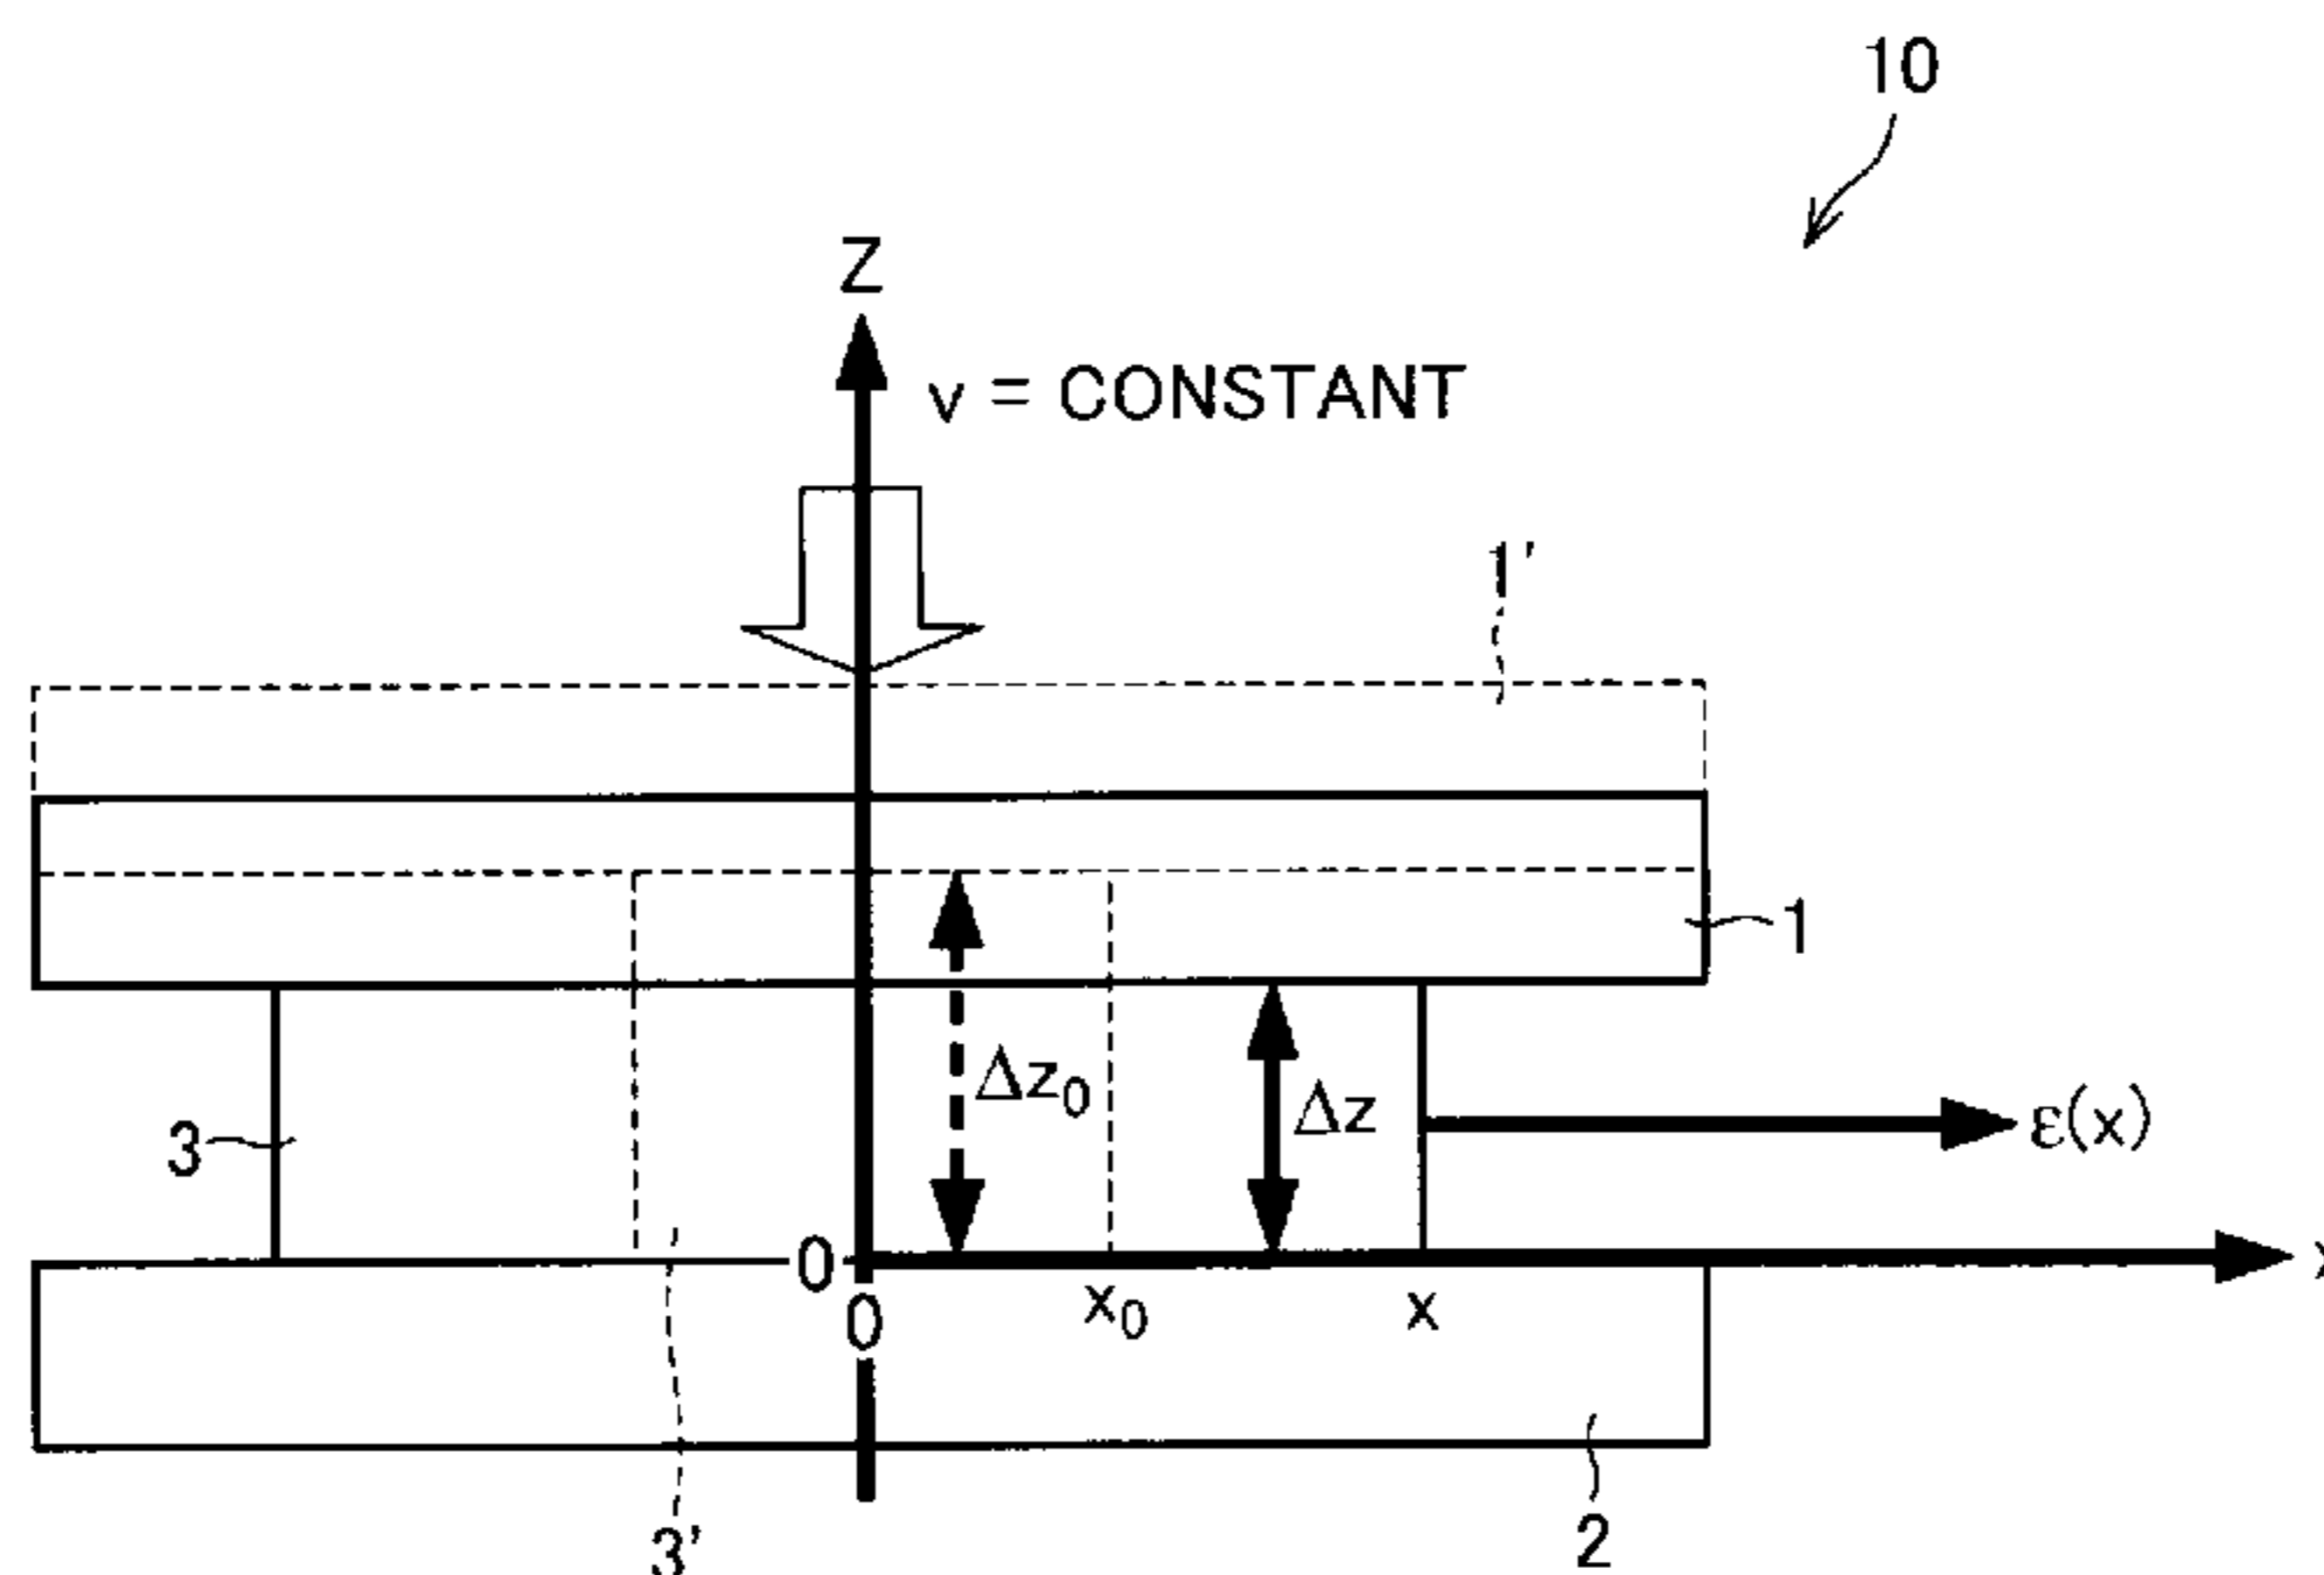 10
Z
v = CONSTANT
1'
1
Δz₀
Δz
ε(x)
3
0
x
0
x₀
x
3'
2